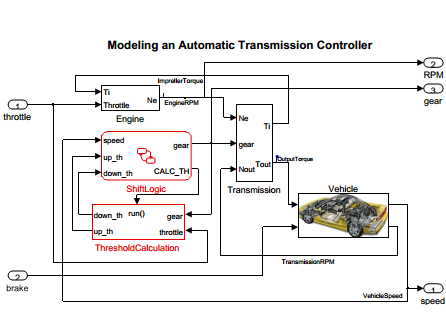 Modeling an Automatic Transmission Controller
ImprellerTorque
2
RPM
Ti
Throttle
Ne
EngineRPM
Engine
3
gear
1
throttle
speed
up_th
down_th
gear
CALC_TH
ShiftLogic
Ne
gear
Nout
Ti
Tout
Transmission
OutputTorque
Vehicle
down_th
up_th
run()
gear
throttle
ThresholdCalculation
TransmissionRPM
2
brake
VehicleSpeed
1
speed